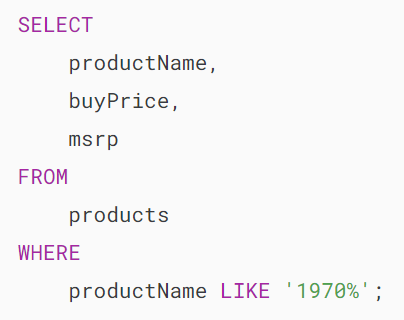 SELECT
    productName,
    buyPrice,
    msrp
FROM
    products
WHERE
    productName LIKE '1970%';